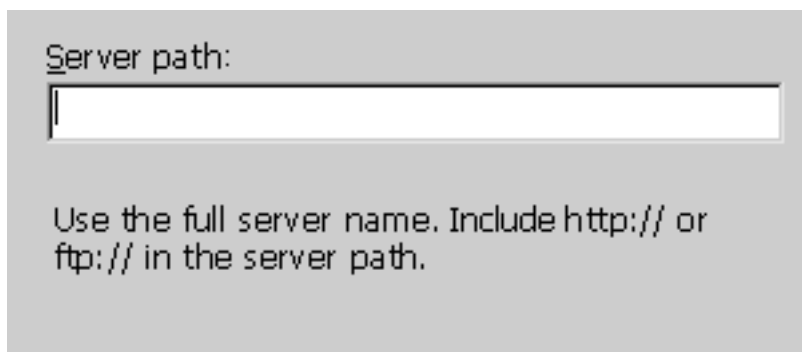 Server path:
Use the full server name. Include http:// or
ftp:// in the server path.